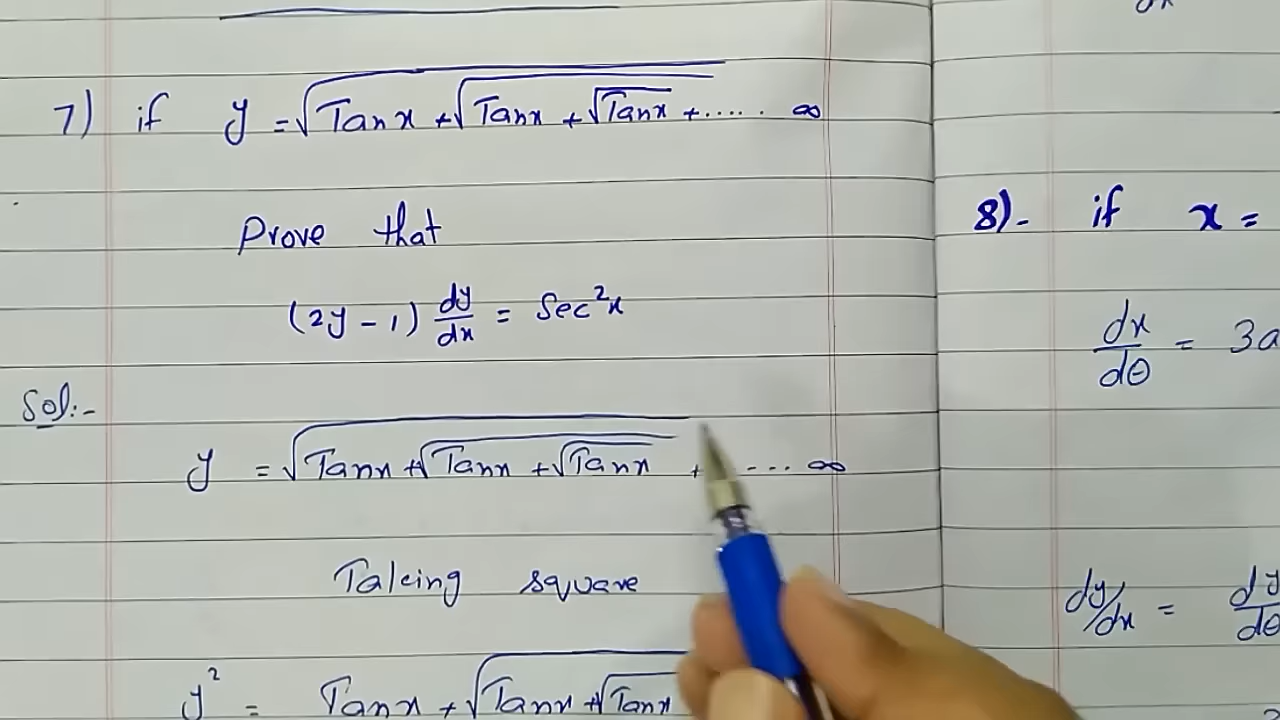 7) if y = √Tanx + √Tanx + √Tanx + ..... ∞
Prove that
(2y - 1) dy/dx = Sec²x
Sol:-
y = √Tanx + √Tanx + √Tanx + ... ∞
Taking square
y² = Tanx + √Tanx + √Tanx
8)- if x =
dx/dθ = 3a
dy/dx = dy/dθ